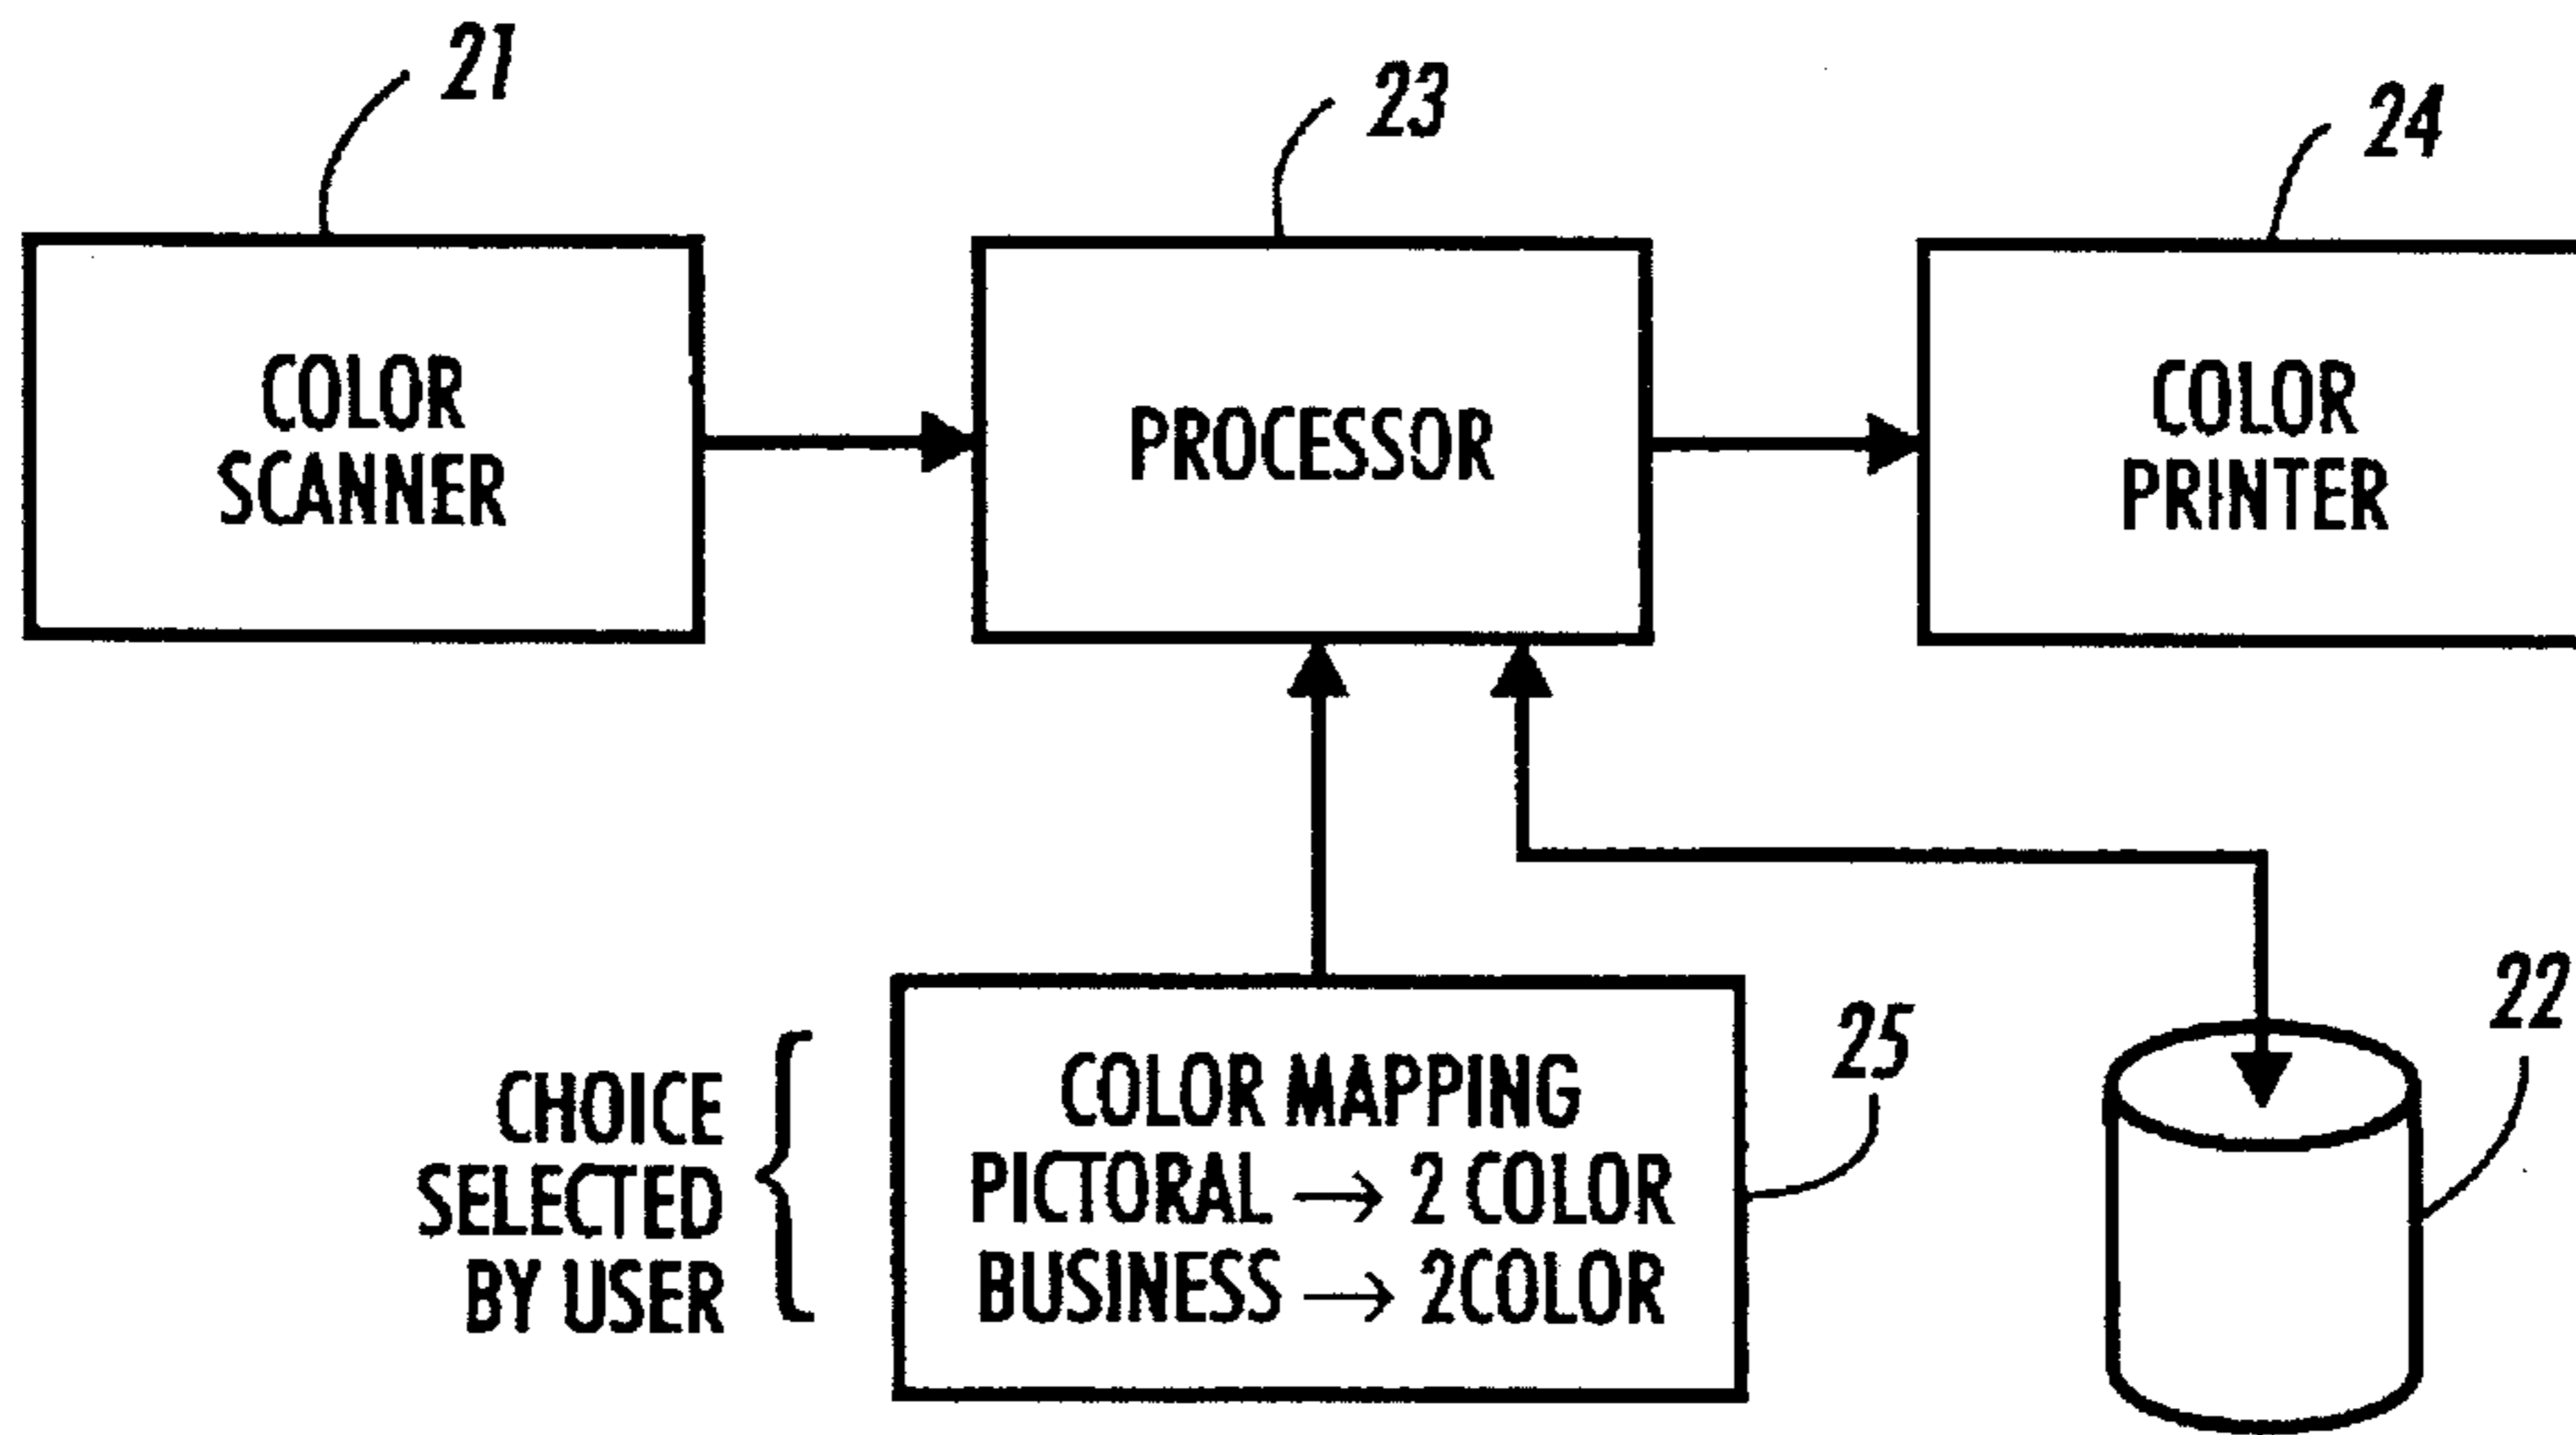 21
23
24
COLOR
SCANNER
PROCESSOR
COLOR
PRINTER
22
25
CHOICE
SELECTED
BY USER
COLOR MAPPING
PICTORAL → 2 COLOR
BUSINESS → 2COLOR